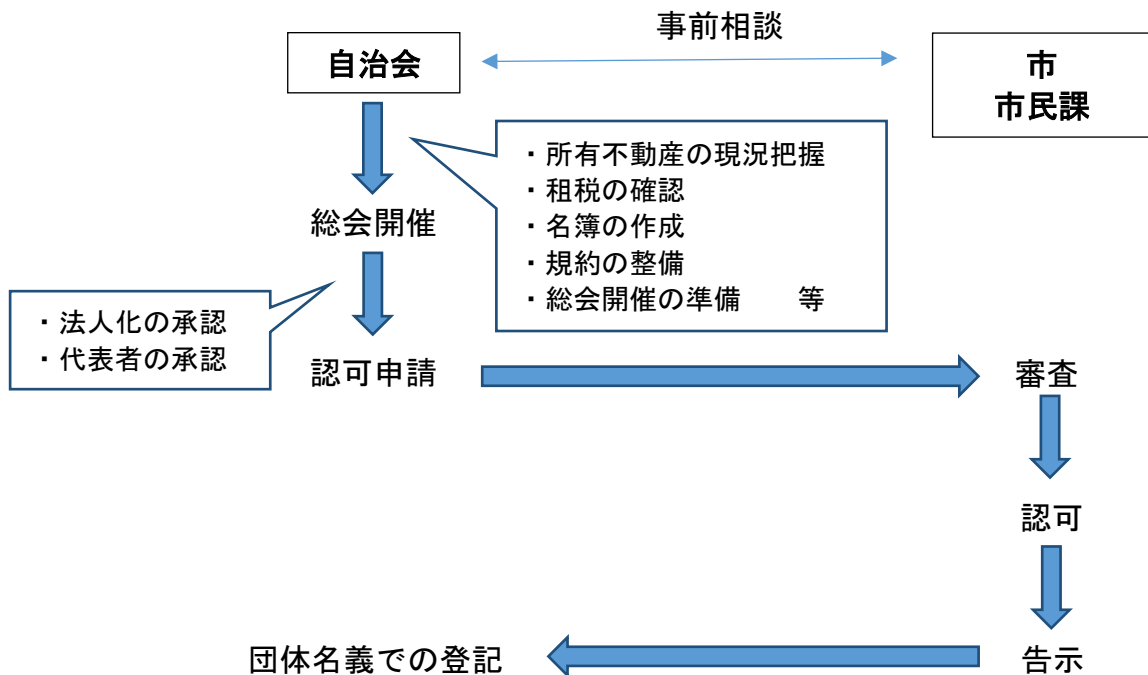 事前相談
自治会
市
市民課
・所有不動産の現況把握
・租税の確認
・名簿の作成
・規約の整備
・総会開催の準備　等
総会開催
・法人化の承認
・代表者の承認
認可申請
審査
認可
告示
団体名義での登記